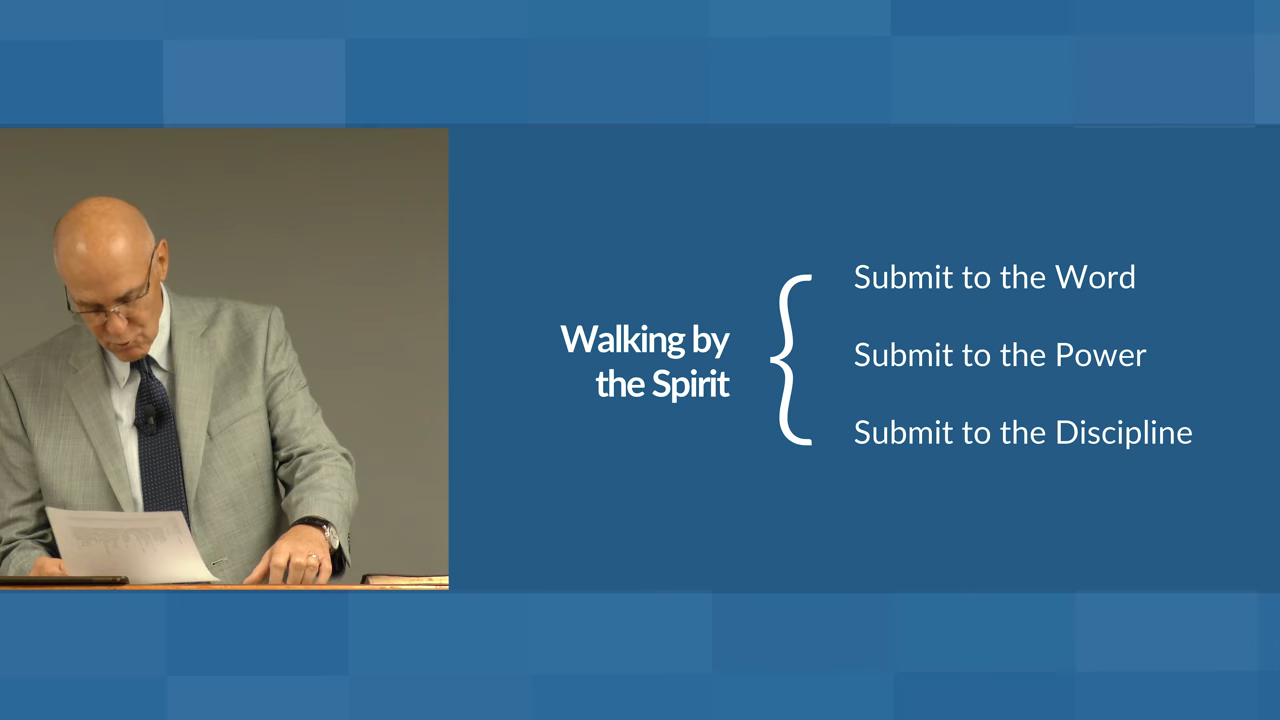 Walking by
the Spirit
Submit to the Word
Submit to the Power
Submit to the Discipline